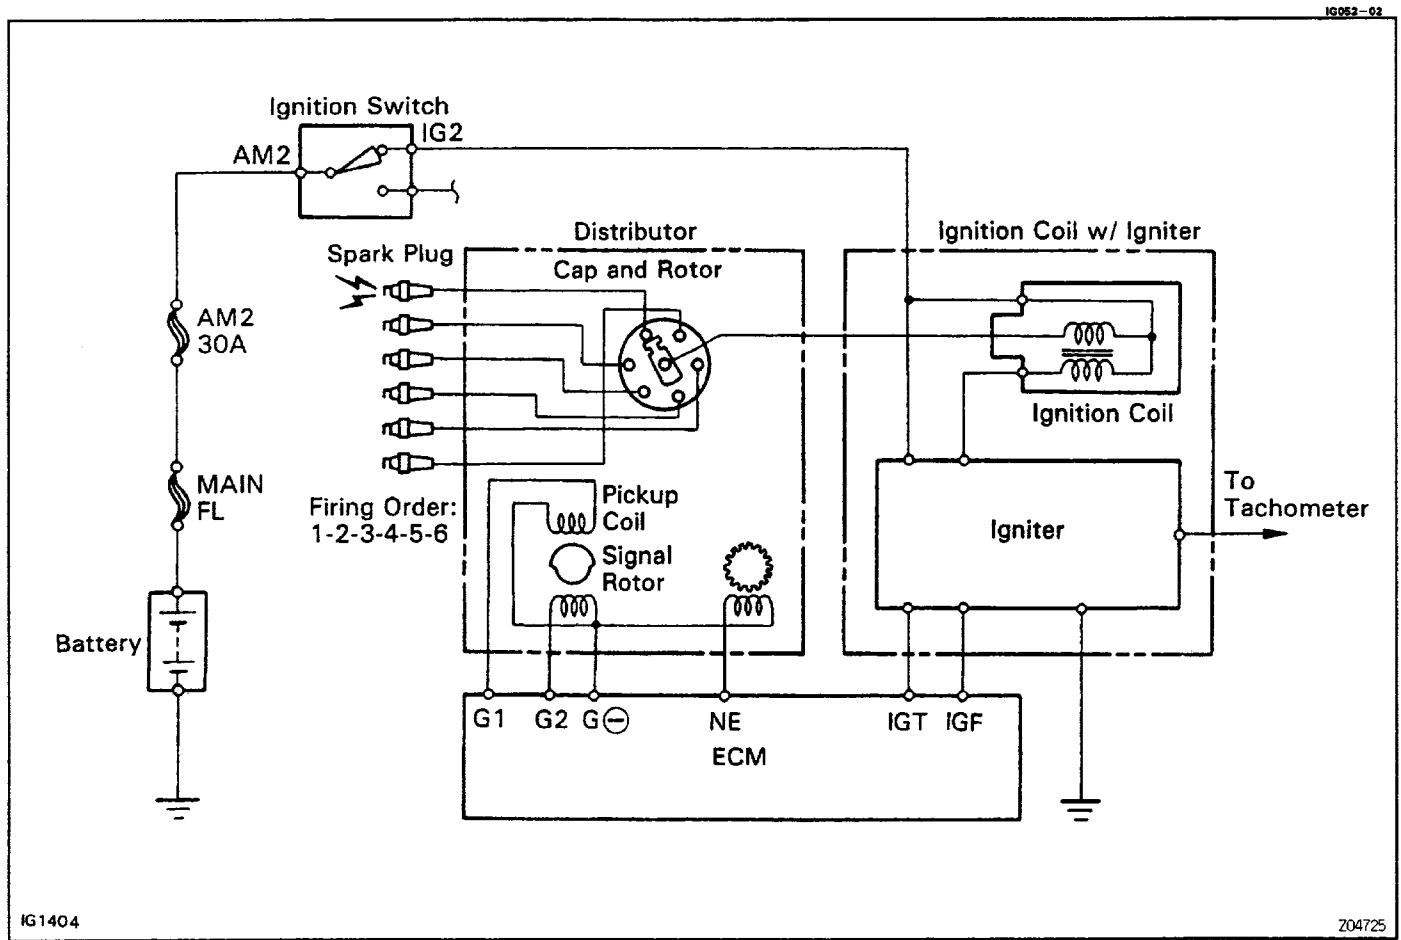 IG052-02
Ignition Switch
IG2
AM2
Distributor
Ignition Coil w/ Igniter
Spark Plug
Cap and Rotor
AM2
30A
Ignition Coil
MAIN
FL
To
Tachometer
Pickup
Coil
Firing Order:
1-2-3-4-5-6
Igniter
Signal
Rotor
Battery
G1 G2 G⊖ NE IGT IGF
ECM
IG1404
Z04725